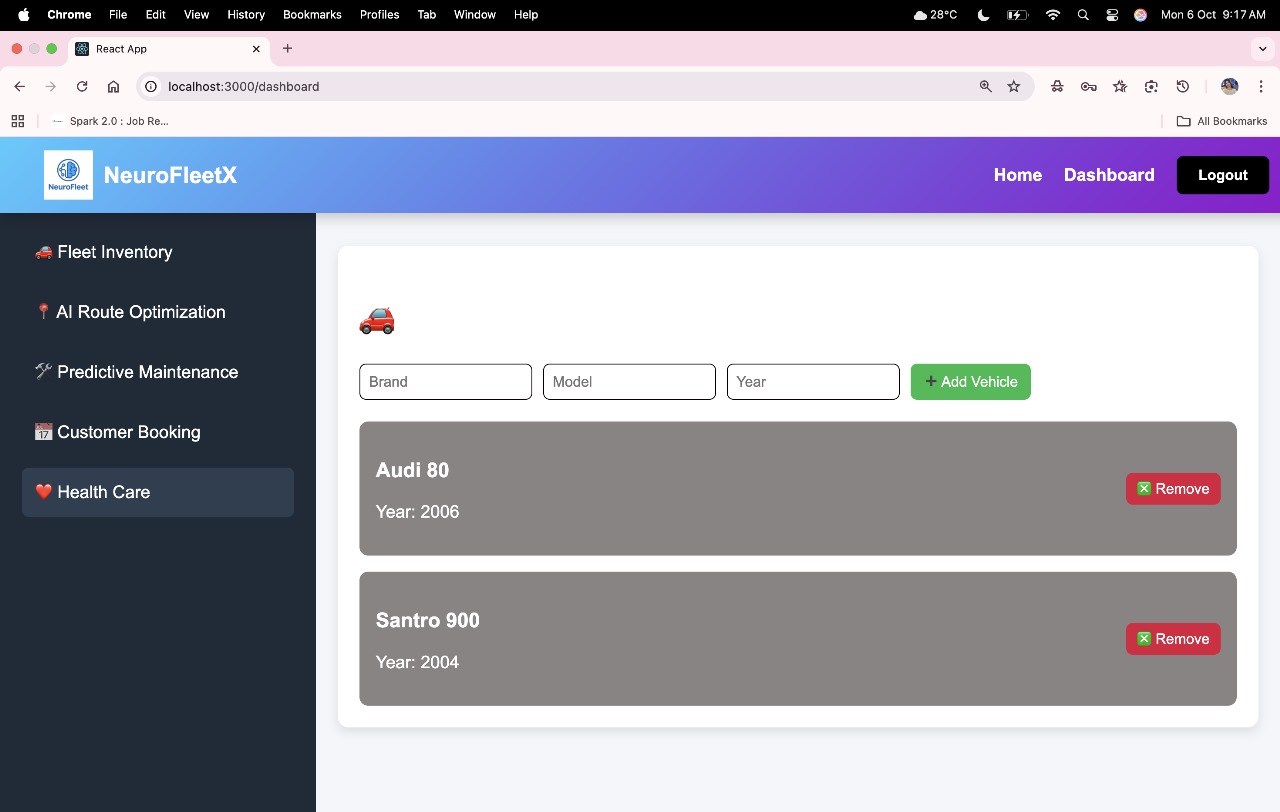 Chrome File Edit View History Bookmarks Profiles Tab Window Help 28°C Mon 6 Oct 9:17 AM
React App
localhost:3000/dashboard
Spark 2.0 : Job Re... All Bookmarks
NeuroFleet NeuroFleetX Home Dashboard Logout
Fleet Inventory
AI Route Optimization
Predictive Maintenance
17 Customer Booking
Health Care
Brand Model Year + Add Vehicle
Audi 80
Year: 2006
Remove
Santro 900
Year: 2004
Remove